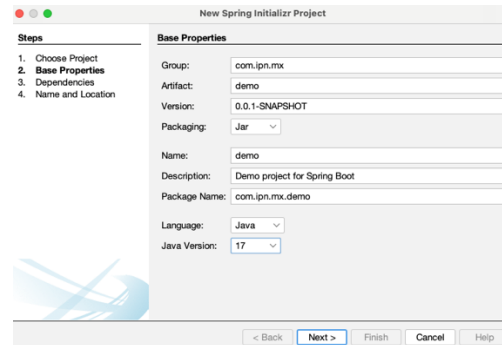 New Spring Initializr Project
Steps
1. Choose Project
2. Base Properties
3. Dependencies
4. Name and Location
Base Properties
Group: com.ipn.mx
Artifact: demo
Version: 0.0.1-SNAPSHOT
Packaging: Jar
Name: demo
Description: Demo project for Spring Boot
Package Name: com.ipn.mx.demo
Language: Java
Java Version: 17
< Back Next > Finish Cancel Help